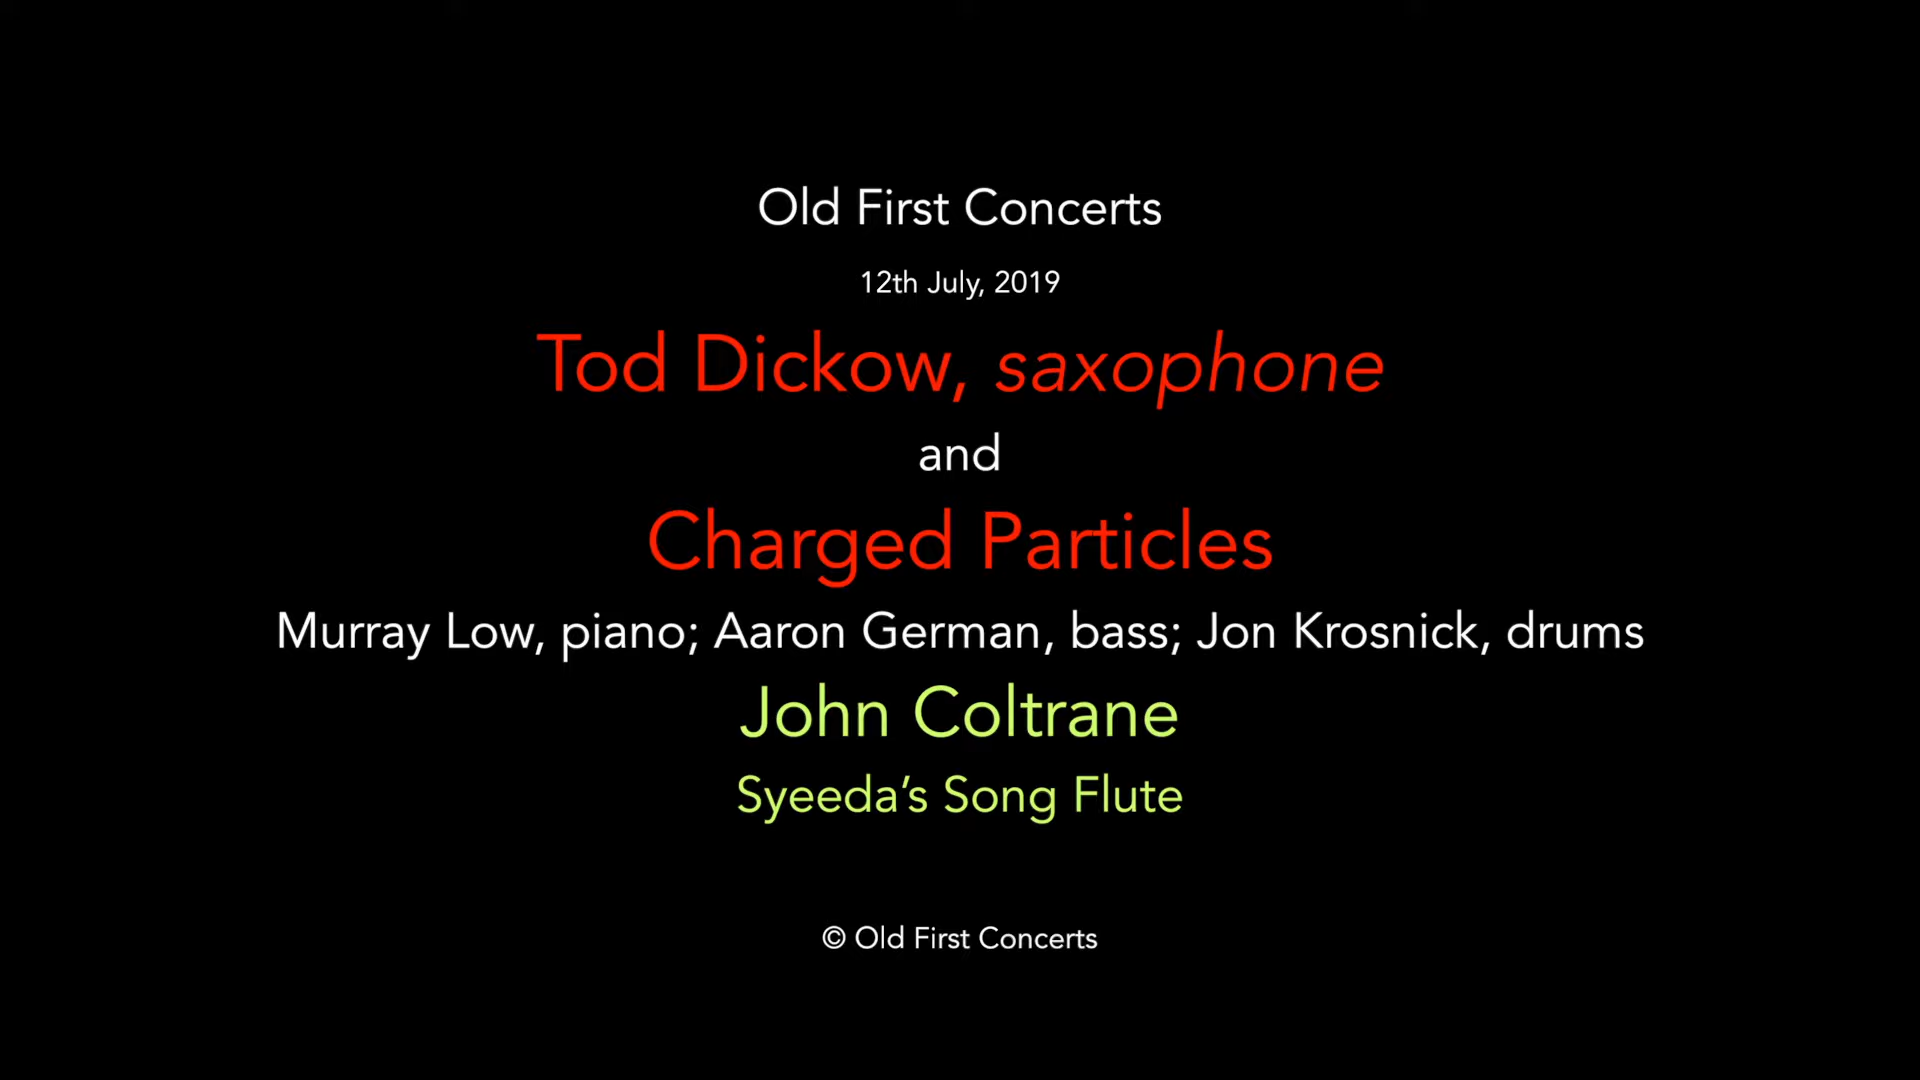 Old First Concerts
12th July, 2019
Tod Dickow, saxophone
and
Charged Particles
Murray Low, piano; Aaron German, bass; Jon Krosnick, drums
John Coltrane
Syeeda’s Song Flute
© Old First Concerts